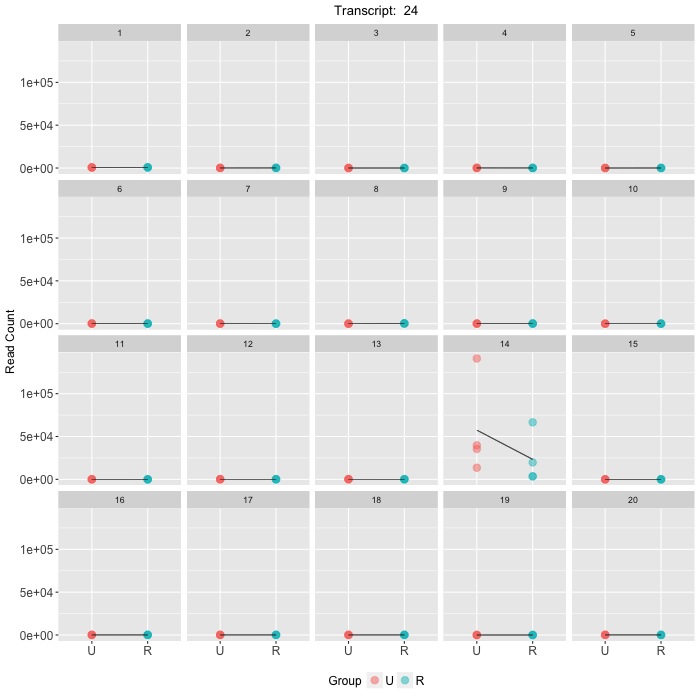 Transcript: 24
Read Count
1 2 3 4 5
1e+05
5e+04
0e+00
6 7 8 9 10
1e+05
5e+04
0e+00
11 12 13 14 15
1e+05
5e+04
0e+00
16 17 18 19 20
1e+05
5e+04
0e+00
U R U R U R U R U R
Group U R